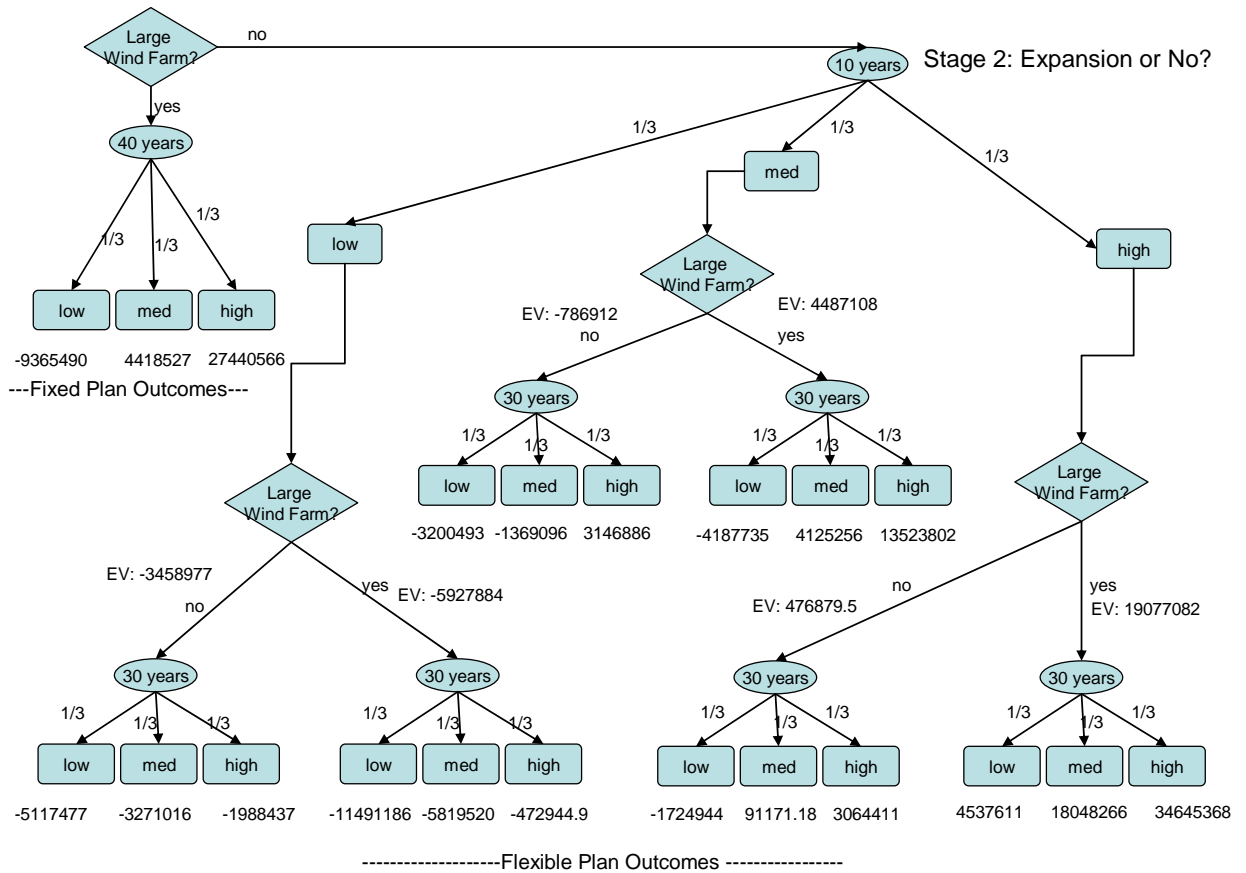 Large
Wind Farm?
no
10 years
Stage 2: Expansion or No?
yes
40 years
1/3
1/3
1/3
low
med
high
-9365490
4418527
27440566
---Fixed Plan Outcomes---
1/3
1/3
1/3
low
med
high
Large
Wind Farm?
EV: -786912
EV: 4487108
no
yes
30 years
30 years
1/3
1/3
1/3
1/3
1/3
1/3
low
med
high
low
med
high
-3200493
-1369096
3146886
-4187735
4125256
13523802
Large
Wind Farm?
EV: -3458977
no
yes
EV: -5927884
30 years
30 years
1/3
1/3
1/3
1/3
1/3
1/3
low
med
high
low
med
high
-5117477
-3271016
-1988437
-11491186
-5819520
-472944.9
Large
Wind Farm?
EV: 476879.5
no
yes
EV: 19077082
30 years
30 years
1/3
1/3
1/3
1/3
1/3
1/3
low
med
high
low
med
high
-1724944
91171.18
3064411
4537611
18048266
34645368
--------------------Flexible Plan Outcomes -----------------